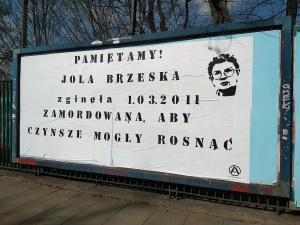 PAMIĘTAMY!
JOLA BRZESKA
zginęła 1.03.2011
ZAMORDOWANA, ABY
CZYNSZE MOGŁY ROSNĄĆ